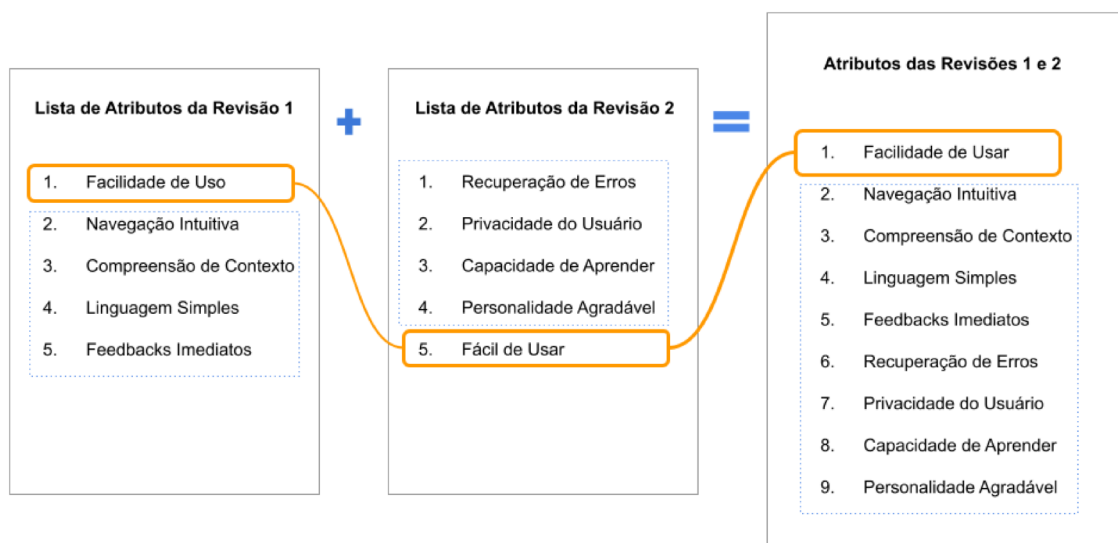 Lista de Atributos da Revisão 1
1. Facilidade de Uso
2. Navegação Intuitiva
3. Compreensão de Contexto
4. Linguagem Simples
5. Feedbacks Imediatos
+
Lista de Atributos da Revisão 2
1. Recuperação de Erros
2. Privacidade do Usuário
3. Capacidade de Aprender
4. Personalidade Agradável
5. Fácil de Usar
=
Atributos das Revisões 1 e 2
1. Facilidade de Usar
2. Navegação Intuitiva
3. Compreensão de Contexto
4. Linguagem Simples
5. Feedbacks Imediatos
6. Recuperação de Erros
7. Privacidade do Usuário
8. Capacidade de Aprender
9. Personalidade Agradável